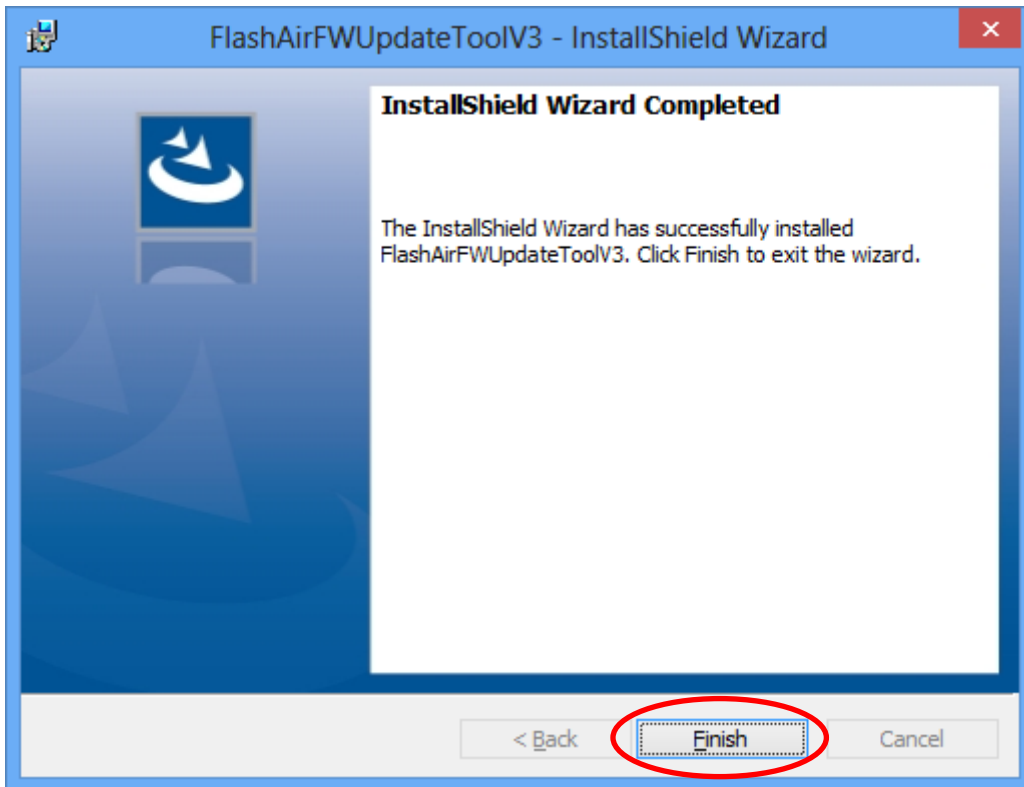 FlashAirFWUpdateToolV3 - InstallShield Wizard
InstallShield Wizard Completed
The InstallShield Wizard has successfully installed
FlashAirFWUpdateToolV3. Click Finish to exit the wizard.
< Back
Finish
Cancel